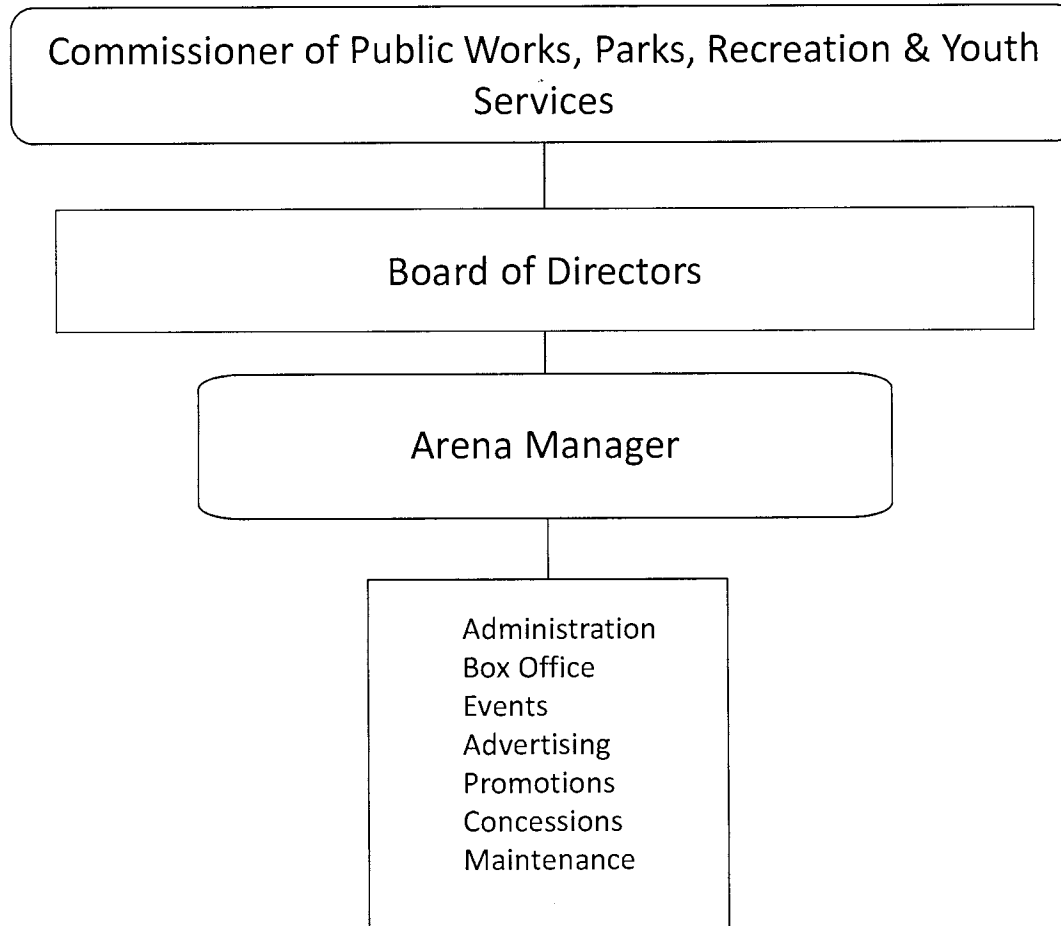 Commissioner of Public Works, Parks, Recreation & Youth
Services
Board of Directors
Arena Manager
Administration
Box Office
Events
Advertising
Promotions
Concessions
Maintenance